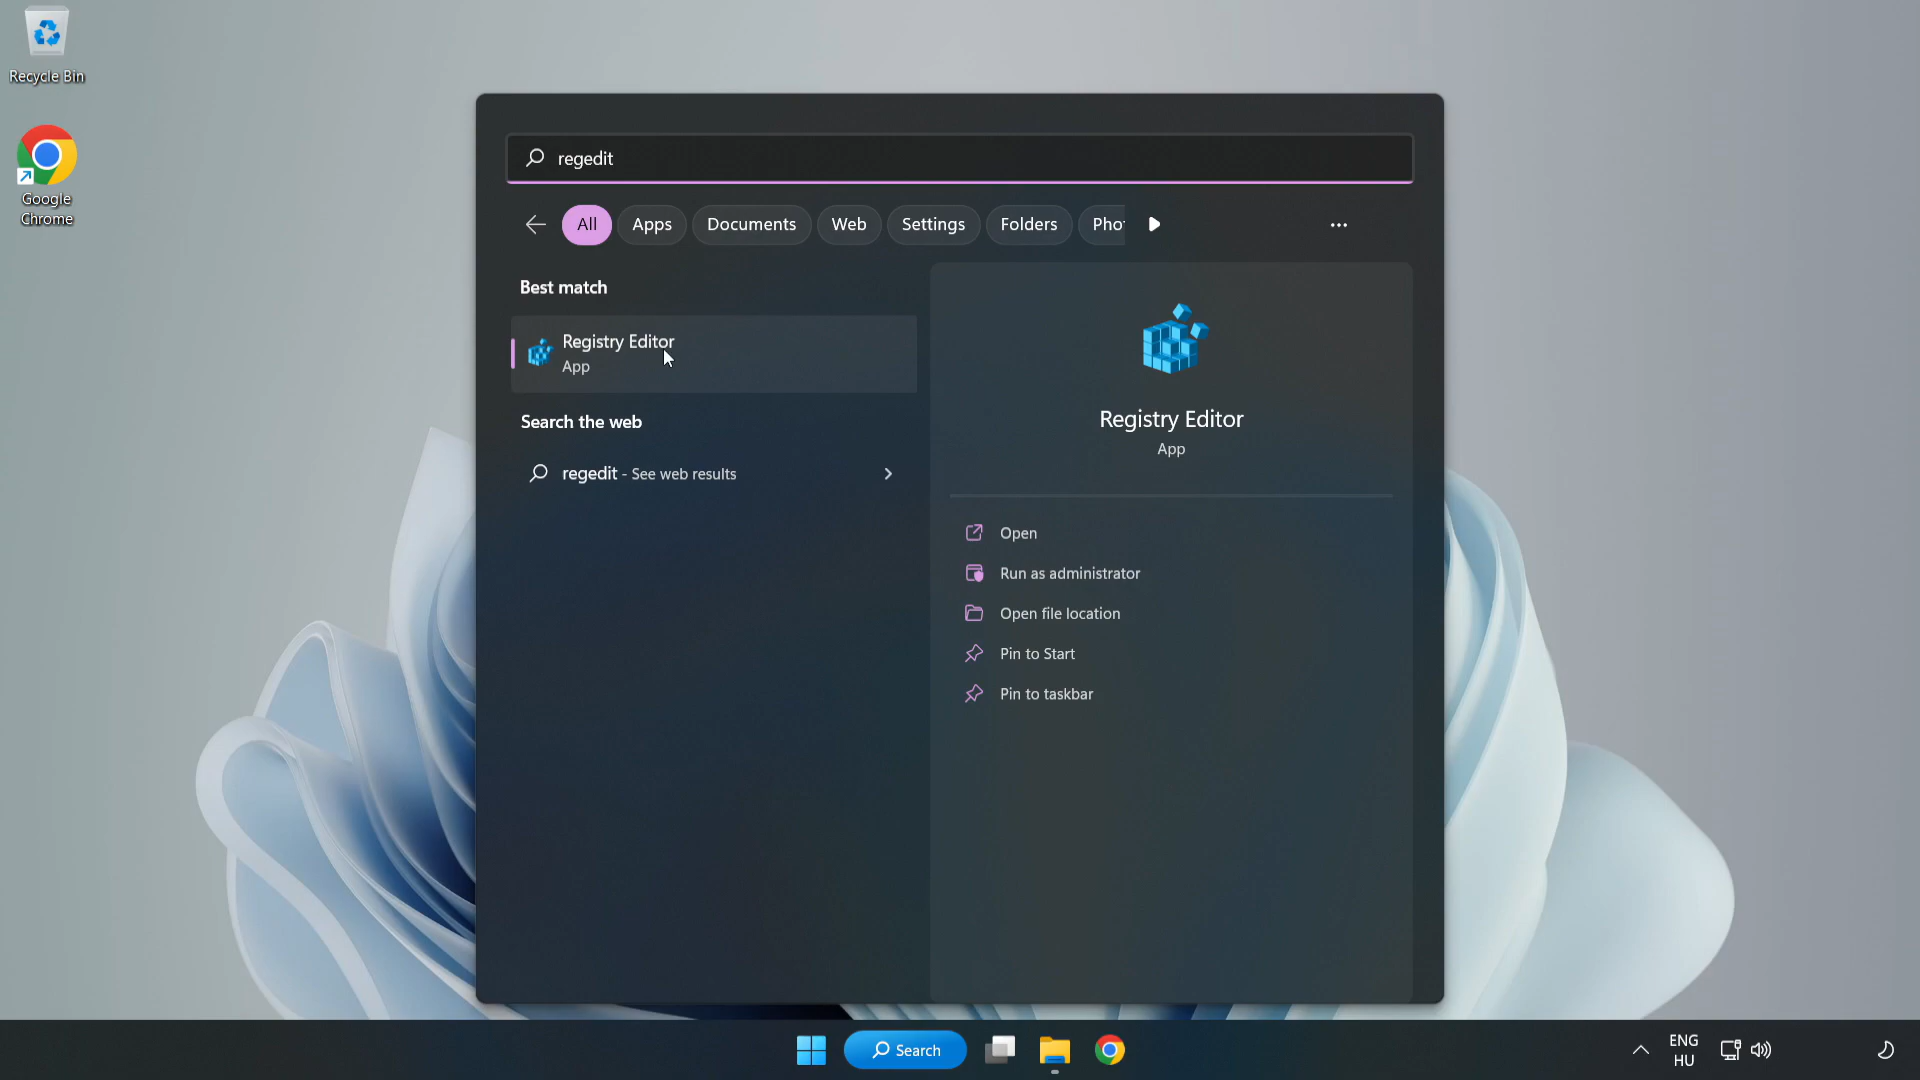 Recycle Bin
Google
Chrome
regedit
All
Apps
Documents
Web
Settings
Folders
Pho
Best match
Registry Editor
App
Search the web
regedit - See web results
Registry Editor
App
Open
Run as administrator
Open file location
Pin to Start
Pin to taskbar
Search
ENG
HU